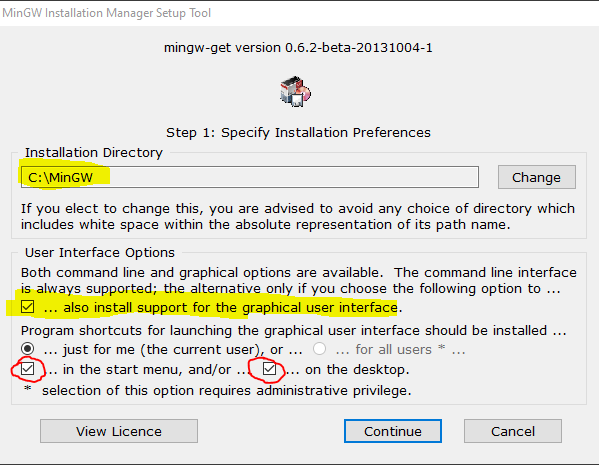 MinGW Installation Manager Setup Tool
mingw-get version 0.6.2-beta-20131004-1
Step 1: Specify Installation Preferences
Installation Directory
C:\MinGW
Change
If you elect to change this, you are advised to avoid any choice of directory which
includes white space within the absolute representation of its path name.
User Interface Options
Both command line and graphical options are available. The command line interface
is always supported; the alternative only if you choose the following option to ...
... also install support for the graphical user interface.
Program shortcuts for launching the graphical user interface should be installed ...
... just for me (the current user), or ... ... for all users * ...
... in the start menu, and/or ... ... on the desktop.
* selection of this option requires administrative privilege.
View Licence Continue Cancel